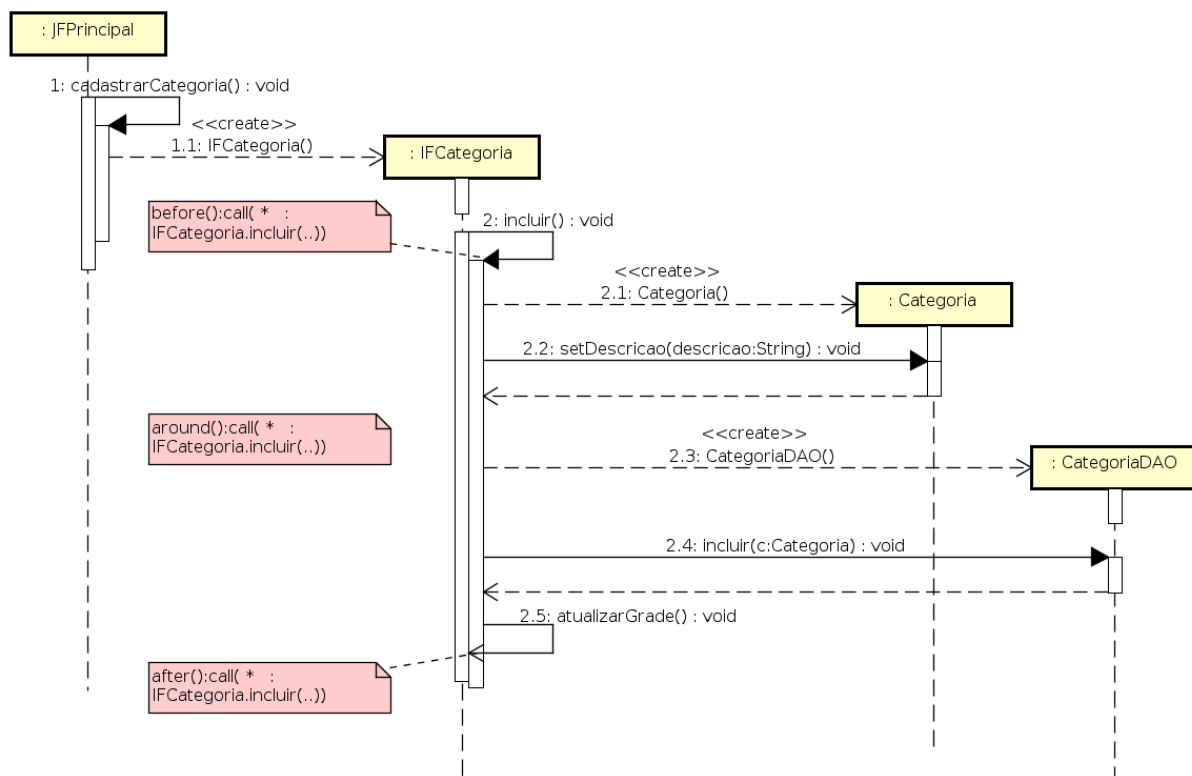 : JFPrincipal
1: cadastrarCategoria() : void
<<create>>
1.1: IFCategoria()
: IFCategoria
before():call( *   :
IFCategoria.incluir(..))
2: incluir() : void
<<create>>
2.1: Categoria()
: Categoria
2.2: setDescricao(descricao:String) : void
around():call( *   :
IFCategoria.incluir(..))
<<create>>
2.3: CategoriaDAO()
: CategoriaDAO
2.4: incluir(c:Categoria) : void
2.5: atualizarGrade() : void
after():call( *   :
IFCategoria.incluir(..))